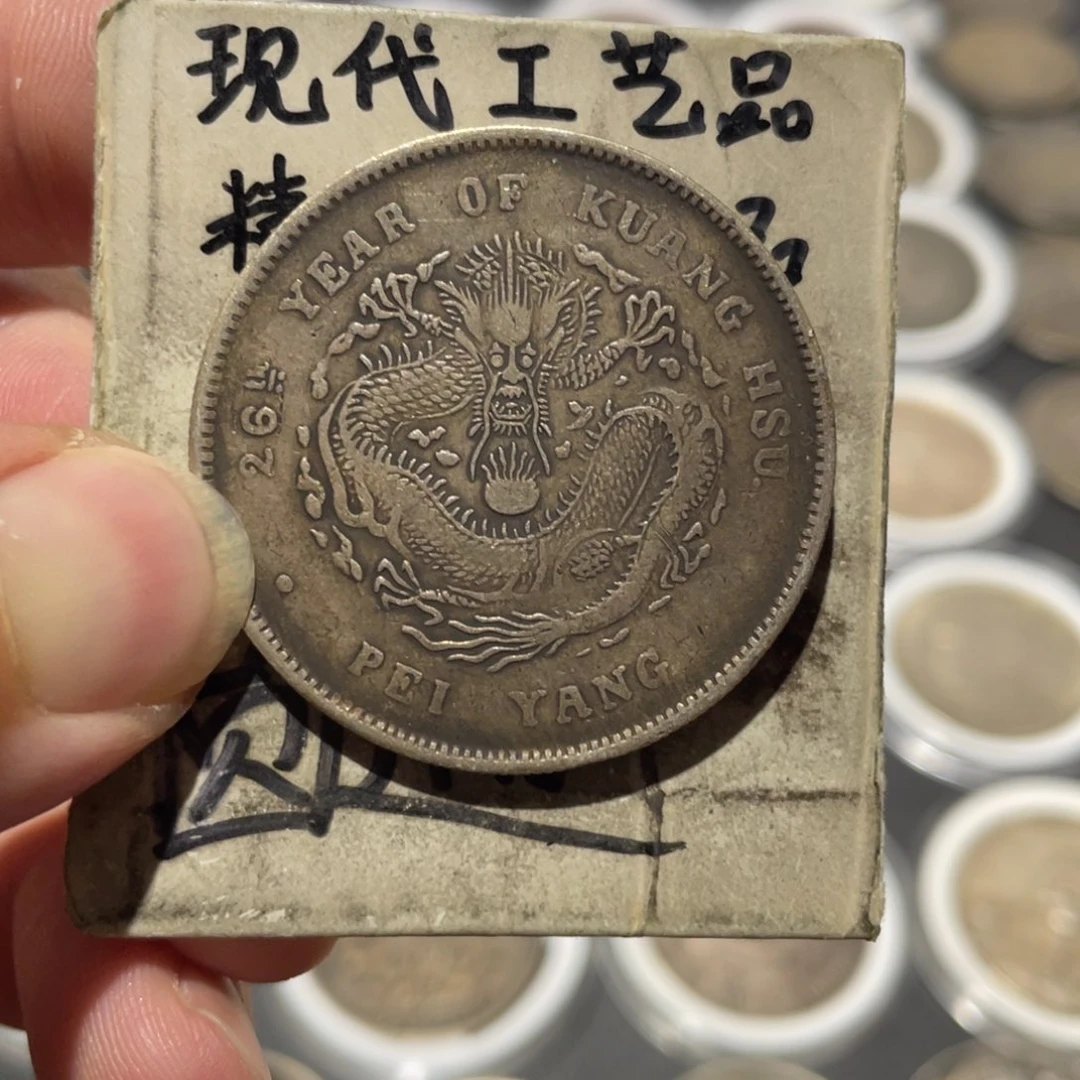 现代工艺品
26TH YEAR OF KUANG HSU.
PEI YANG